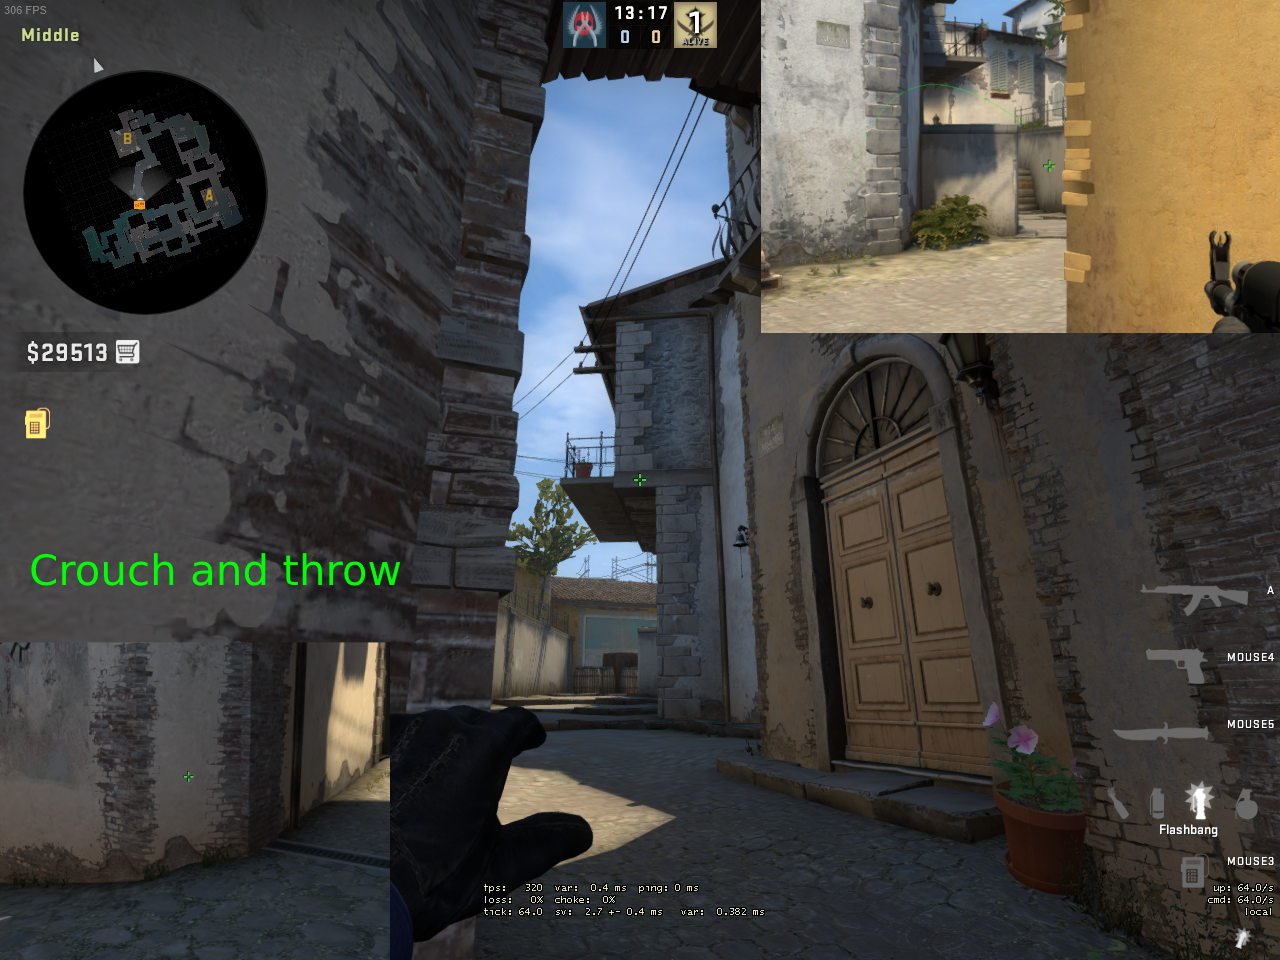 306 FPS
Middle
13:17
0 0
1
ALIVE
B
A
$29513
Crouch and throw
A
MOUSE4
MOUSE5
Flashbang
MOUSE3
fps: 320 var: 0.4 ms ping: 0 ms
loss: 0% choke: 0%
tick: 64.0 sv: 2.7 +- 0.4 ms var: 0.382 ms
up: 64.0/s
cmd: 64.0/s
local